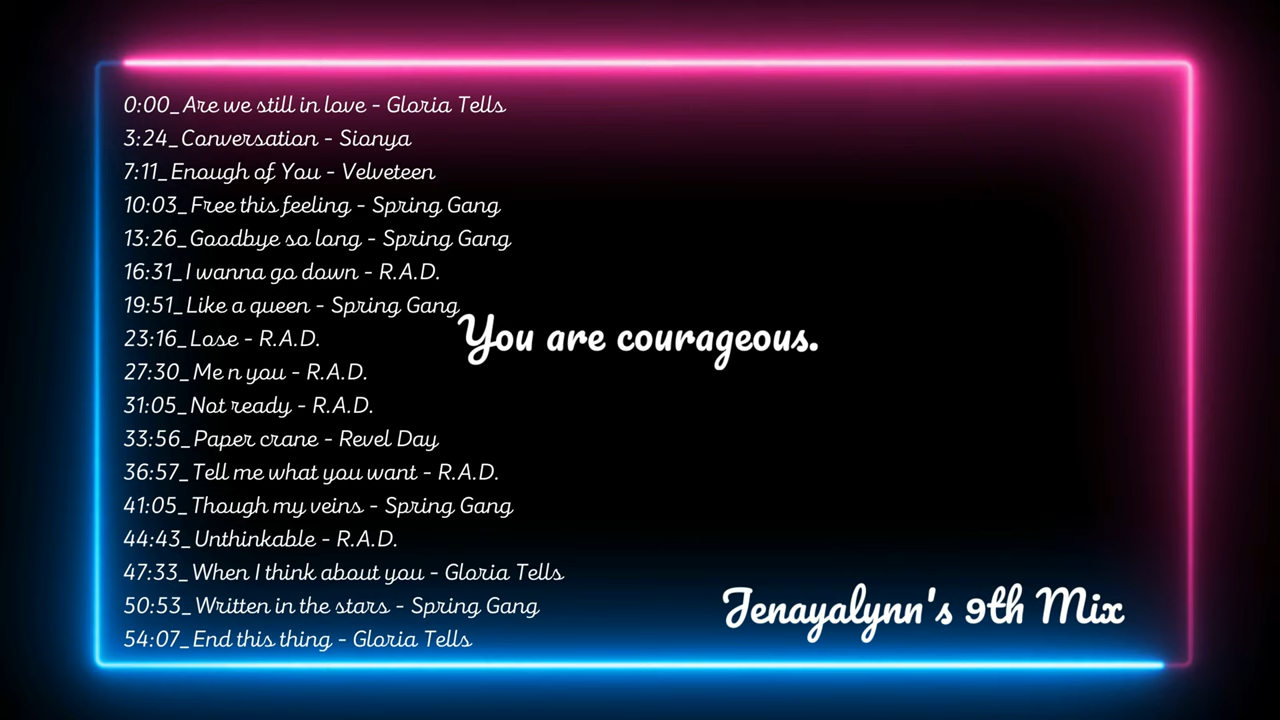 0:00_Are we still in love - Gloria Tells
3:24_Conversation - Sionya
7:11_Enough of You - Velveteen
10:03_Free this feeling - Spring Gang
13:26_Goodbye so long - Spring Gang
16:31_I wanna go down - R.A.D.
19:51_Like a queen - Spring Gang
23:16_Lose - R.A.D.
You are courageous.
27:30_Me n you - R.A.D.
31:05_Not ready - R.A.D.
33:56_Paper crane - Revel Day
36:57_Tell me what you want - R.A.D.
41:05_Though my veins - Spring Gang
44:43_Unthinkable - R.A.D.
47:33_When I think about you - Gloria Tells
50:53_Written in the stars - Spring Gang
54:07_End this thing - Gloria Tells
Jenayalynn's 9th Mix